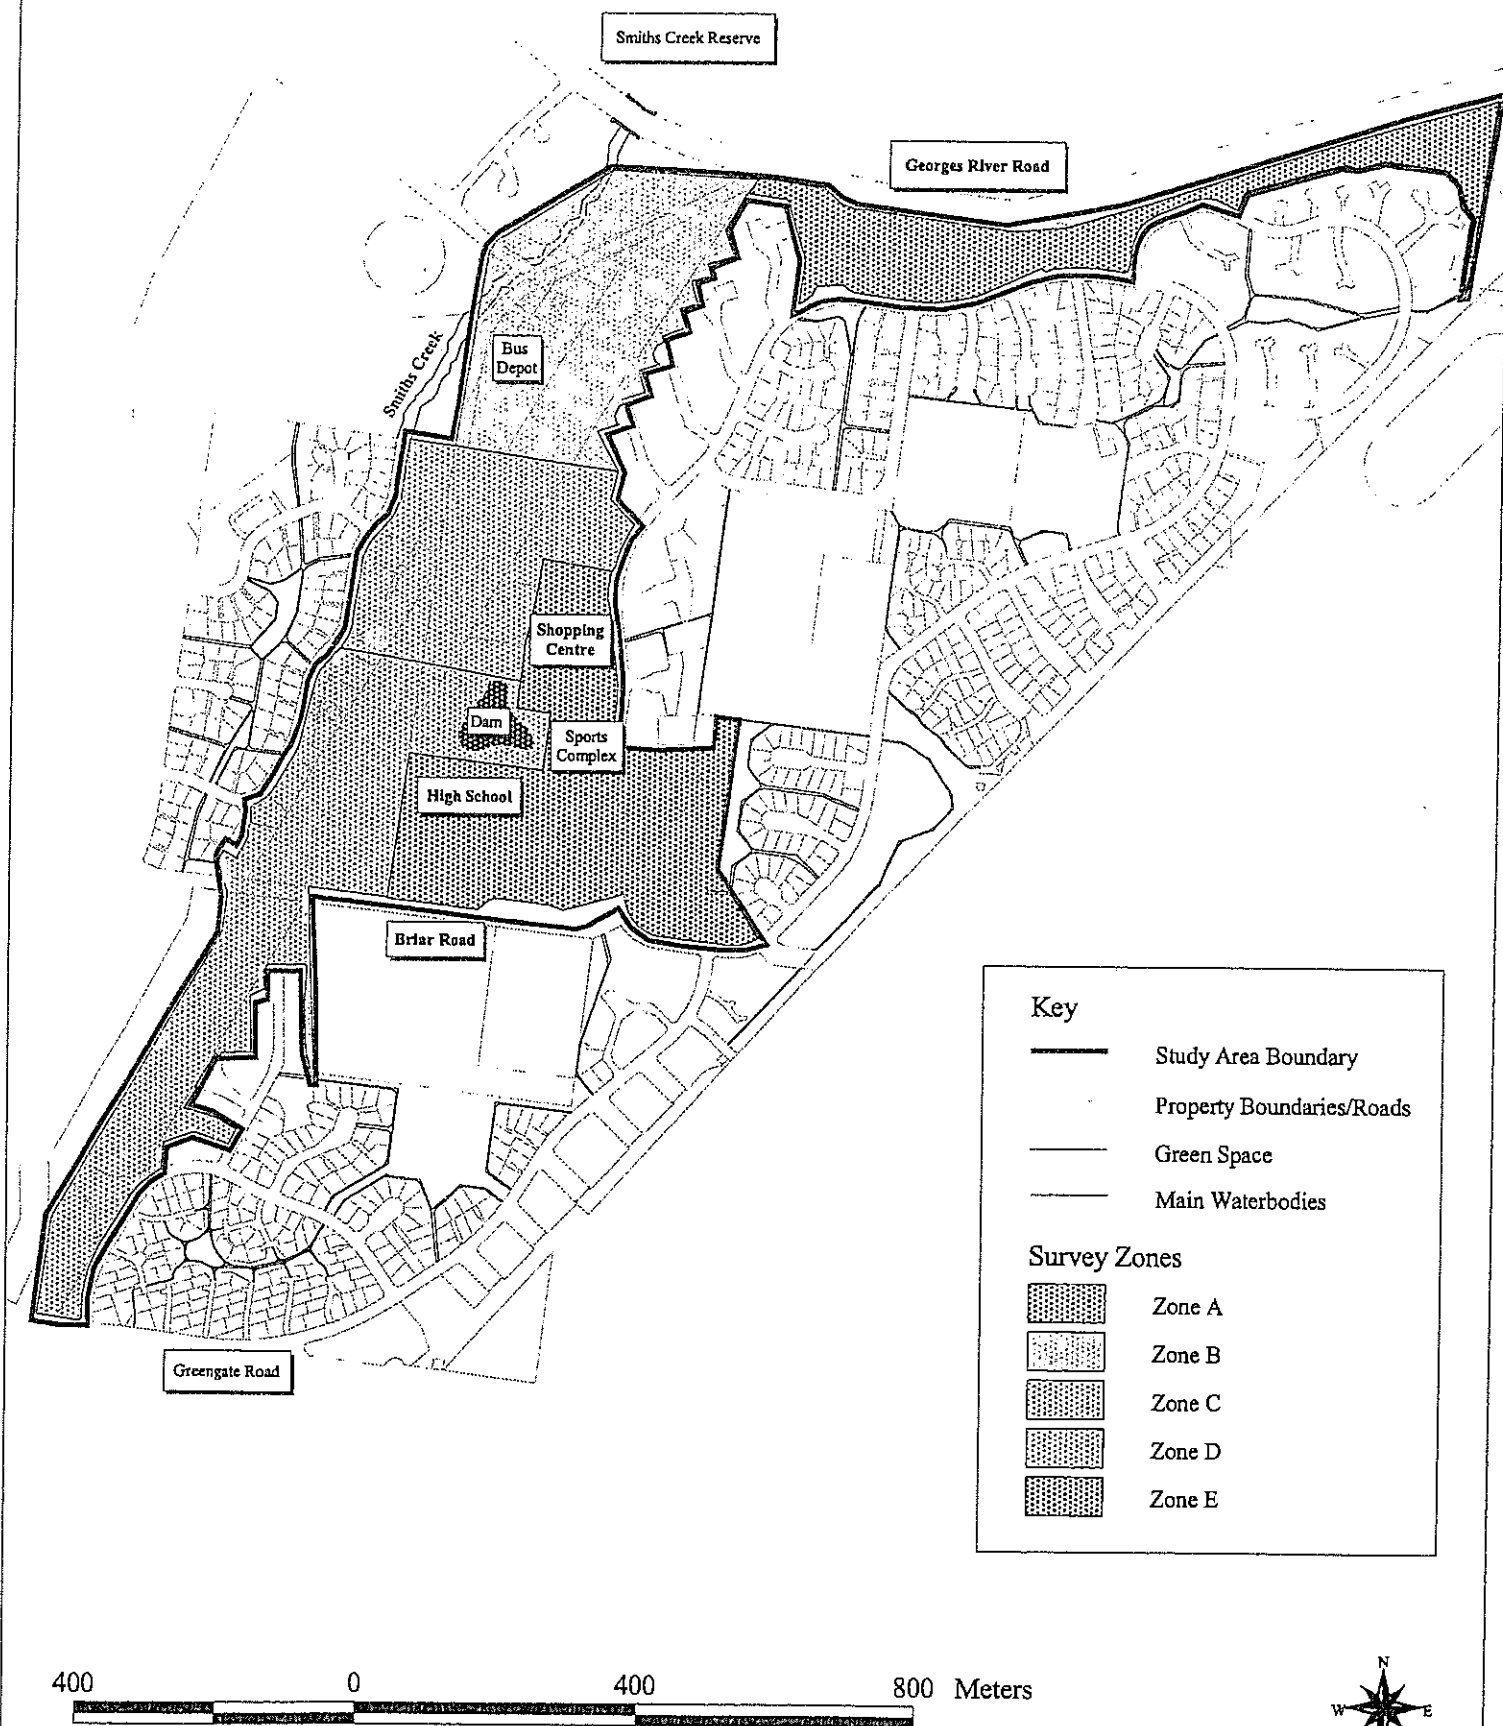 Smiths Creek Reserve
Georges River Road
Smiths Creek
Bus
Depot
Shopping
Centre
Dam
Sports
Complex
High School
Briar Road
Greengate Road
Key
Study Area Boundary
Property Boundaries/Roads
Green Space
Main Waterbodies
Survey Zones
Zone A
Zone B
Zone C
Zone D
Zone E
400 0 400 800 Meters
N
W E